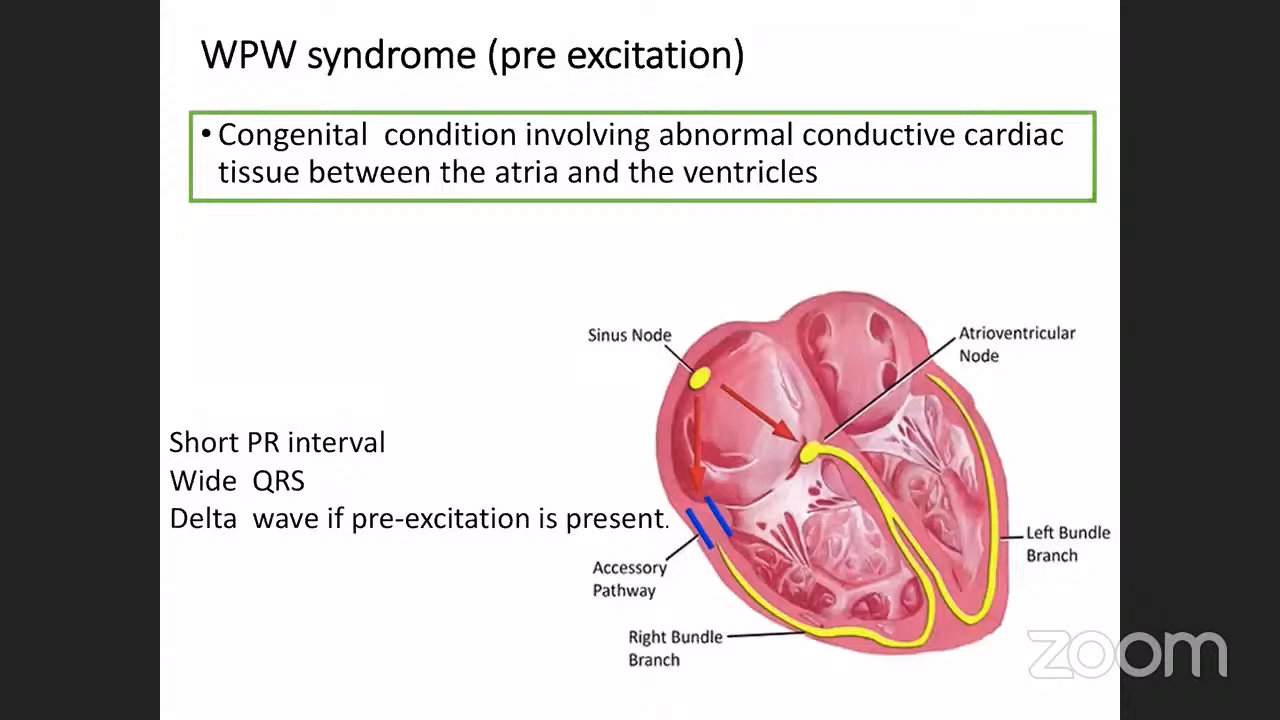 WPW syndrome (pre excitation)
• Congenital condition involving abnormal conductive cardiac
tissue between the atria and the ventricles
Sinus Node
Atrioventricular
Node
Short PR interval
Wide QRS
Delta wave if pre-excitation is present.
Accessory
Pathway
Left Bundle
Branch
Right Bundle
Branch
zoom